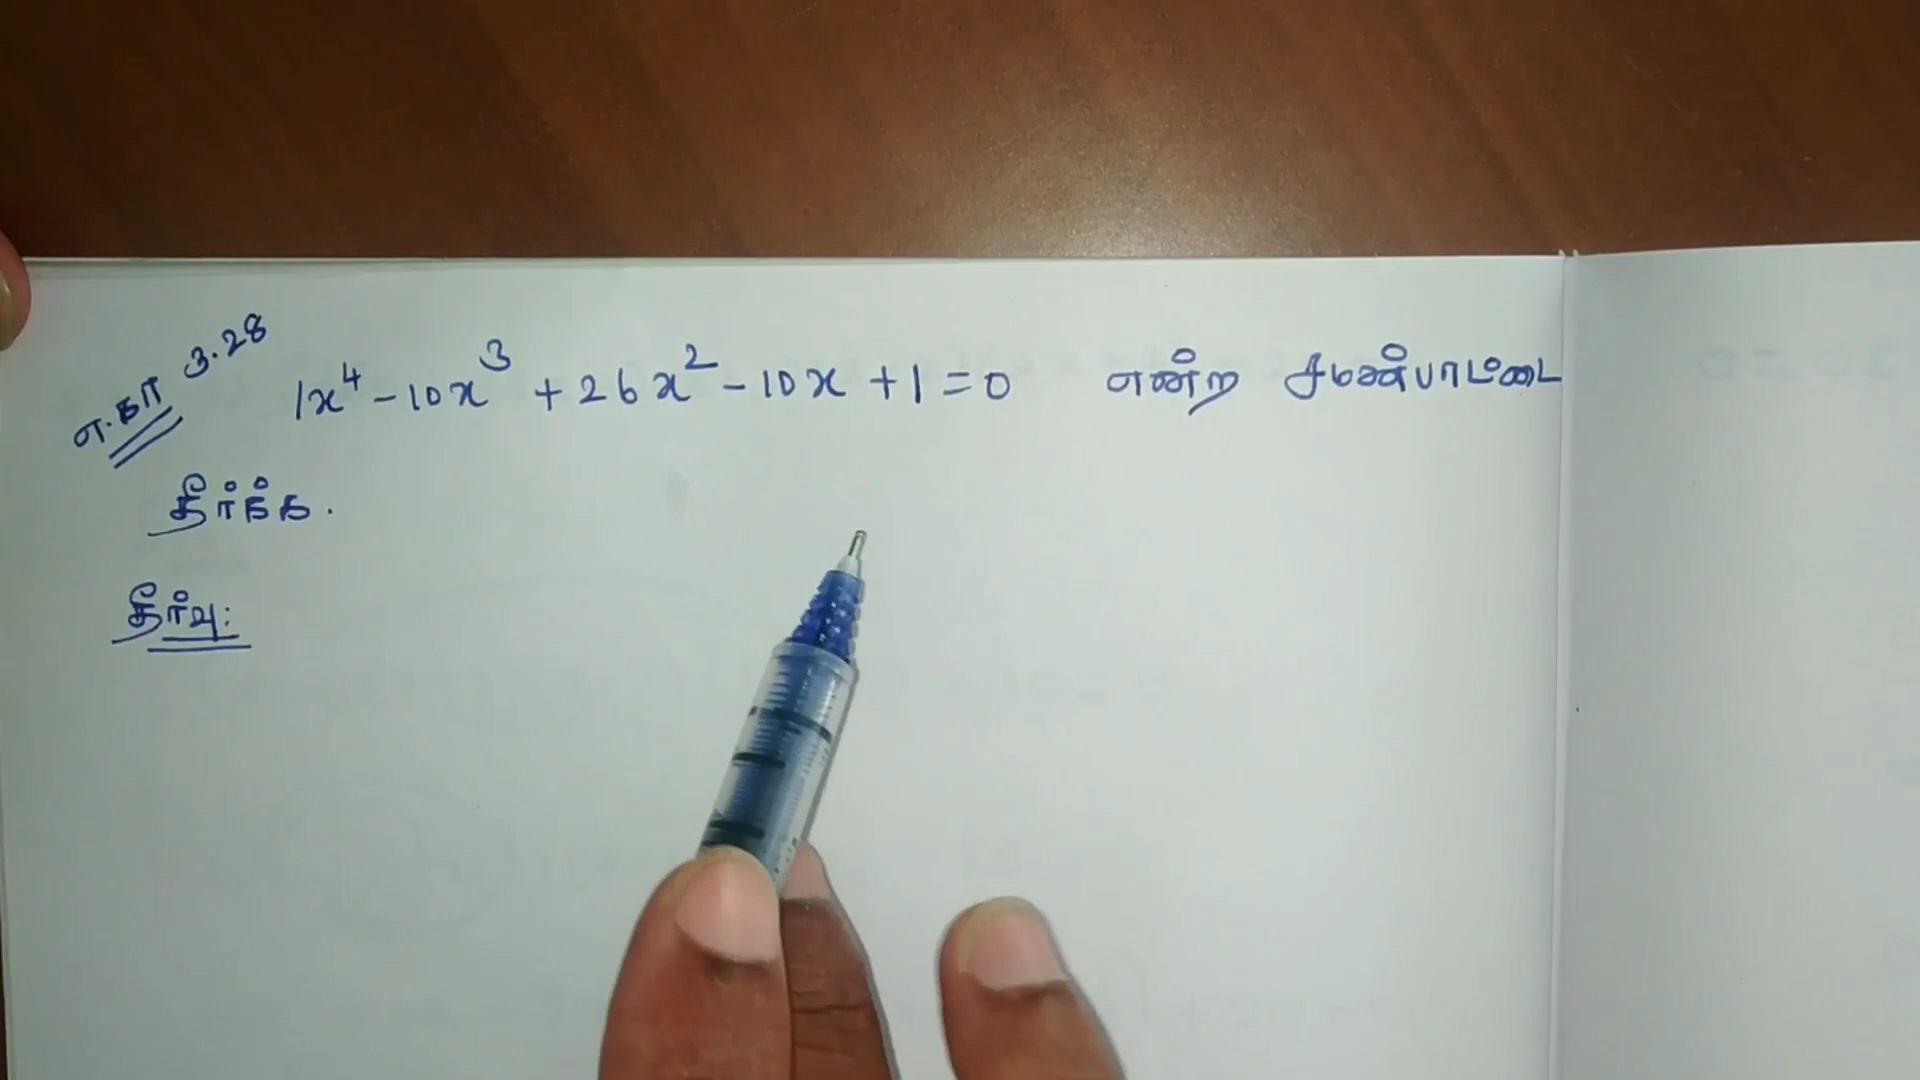 எ.கா 3.28
1x⁴ - 10x³ + 26x² - 10x + 1 = 0 என்ற சமன்பாட்டை
தீர்க்க.
தீர்வு: